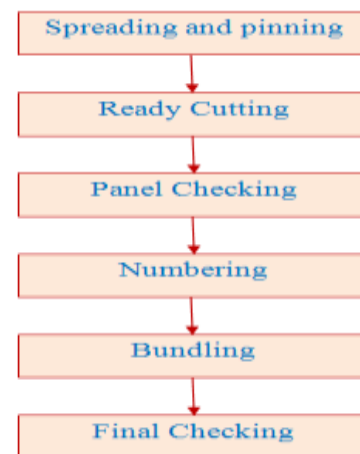 Spreading and pinning
Ready Cutting
Panel Checking
Numbering
Bundling
Final Checking